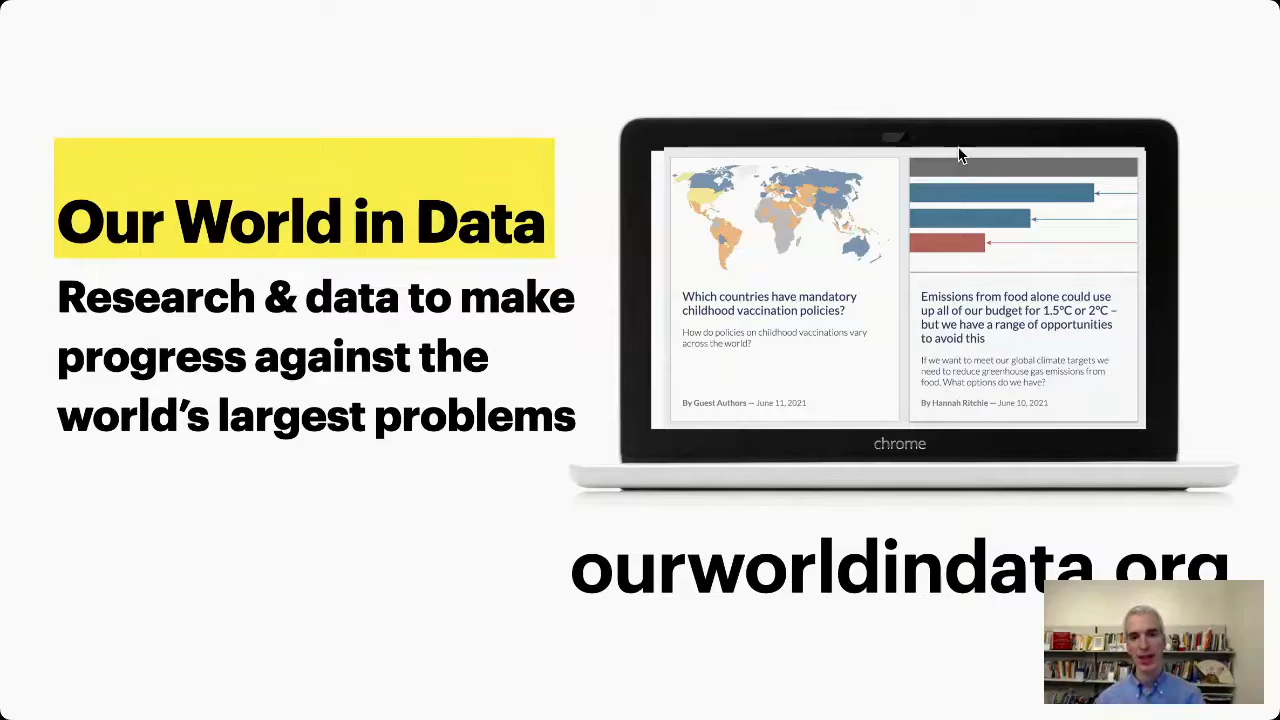 Our World in Data
Research & data to make
progress against the
world’s largest problems
Which countries have mandatory
childhood vaccination policies?
How do policies on childhood vaccinations vary
across the world?
By Guest Authors — June 11, 2021
Emissions from food alone could use
up all of our budget for 1.5°C or 2°C –
but we have a range of opportunities
to avoid this
If we want to meet our global climate targets we
need to reduce greenhouse gas emissions from
food. What options do we have?
By Hannah Ritchie — June 10, 2021
chrome
ourworldindata.org